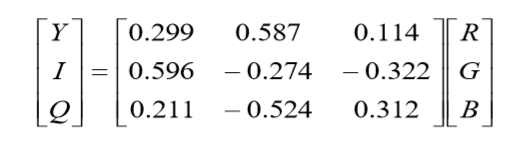 Y 0.299 0.587 0.114 R
I = 0.596 – 0.274 – 0.322 G
Q 0.211 – 0.524 0.312 B